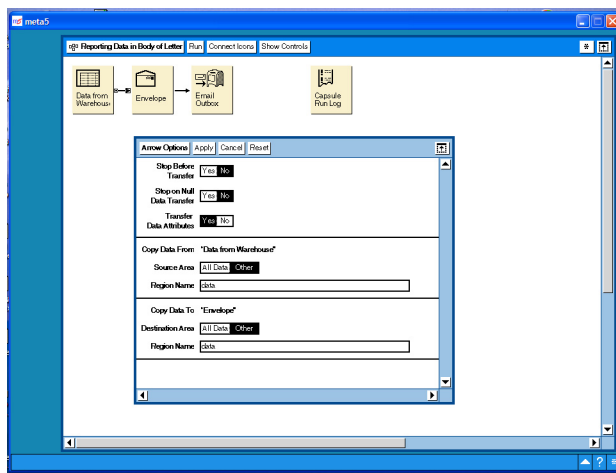 meta5
Reporting Data in Body of Letter Run Connect Icons Show Controls
Data from Warehous
Envelope
Email Outbox
Capsule Run Log
Arrow Options Apply Cancel Reset
Stop Before Transfer Yes No
Stop on Null Data Transfer Yes No
Transfer Data Attributes Yes No
Copy Data From "Data from Warehouse"
Source Area All Data Other
Region Name data
Copy Data To "Envelope"
Destination Area All Data Other
Region Name data